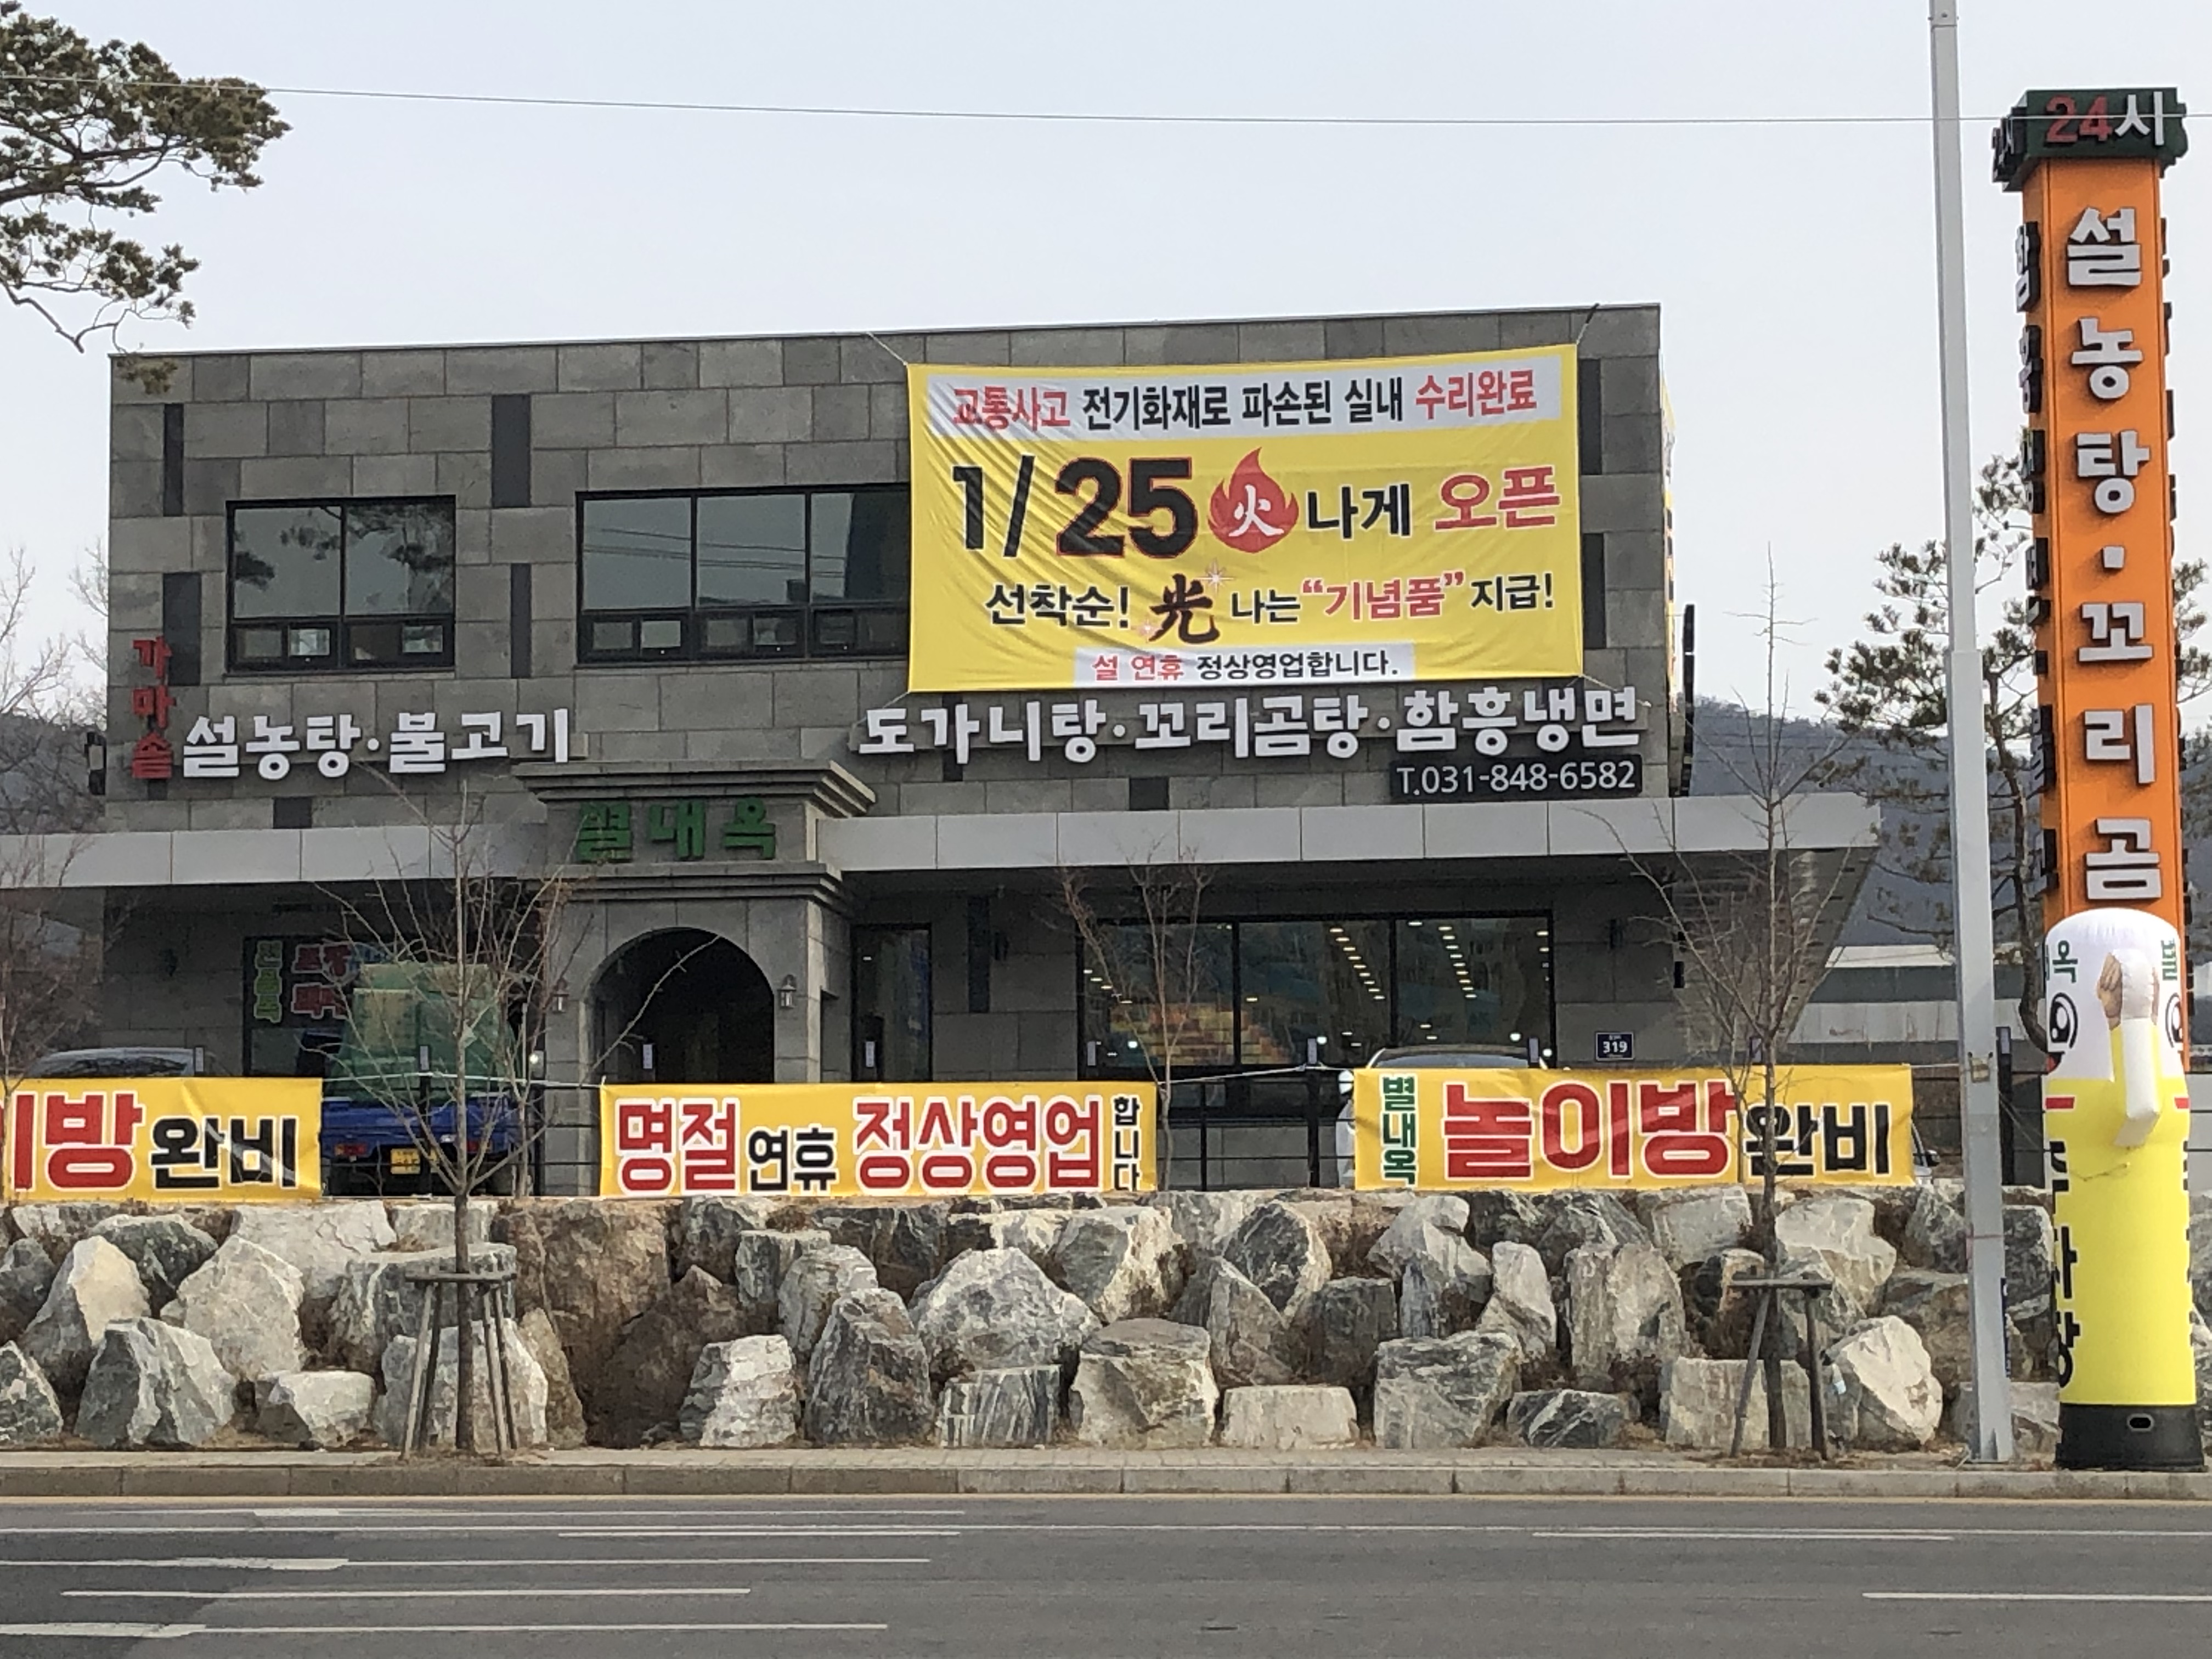 24시
설농탕·꼬리곰
교통사고 전기화재로 파손된 실내 수리완료
1/25 火나게 오픈
선착순! 光나는 “기념품” 지급!
설 연휴 정상영업합니다.
가마솥 설농탕·불고기
도가니탕·꼬리곰탕·함흥냉면
T.031-848-6582
별내옥
319
이방 완비
명절 연휴 정상영업합니다
별내옥 놀이방 완비
주차장